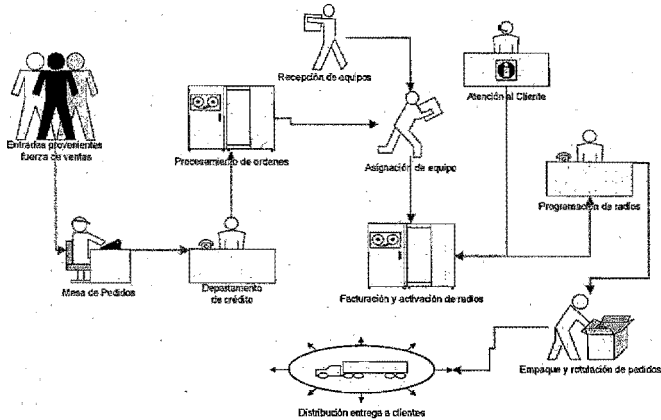 Recepción de equipos
Atención al Cliente
Entradas provenientes
fuerza de ventas
Procesamiento de ordenes
Asignación de equipo
Programación de radios
Mesa de Pedidos
Departamento
de crédito
Facturación y activación de radios
Empaque y rotulación de pedidos
Distribución entrega a clientes